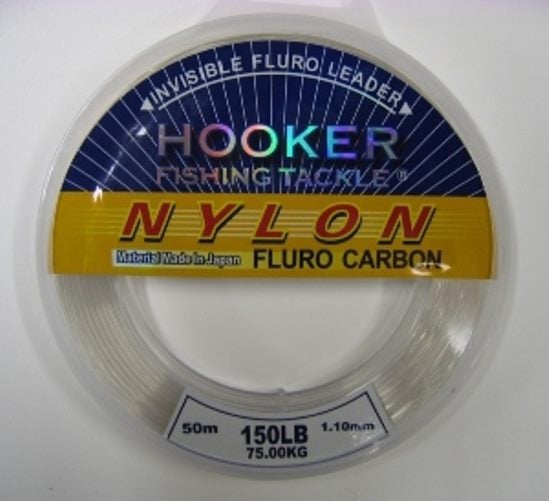 INVISIBLE FLURO LEADER
HOOKER
FISHING TACKLE ®
NYLON
Material Made In Japan FLURO CARBON
50m 150LB 1.10mm
75.00KG